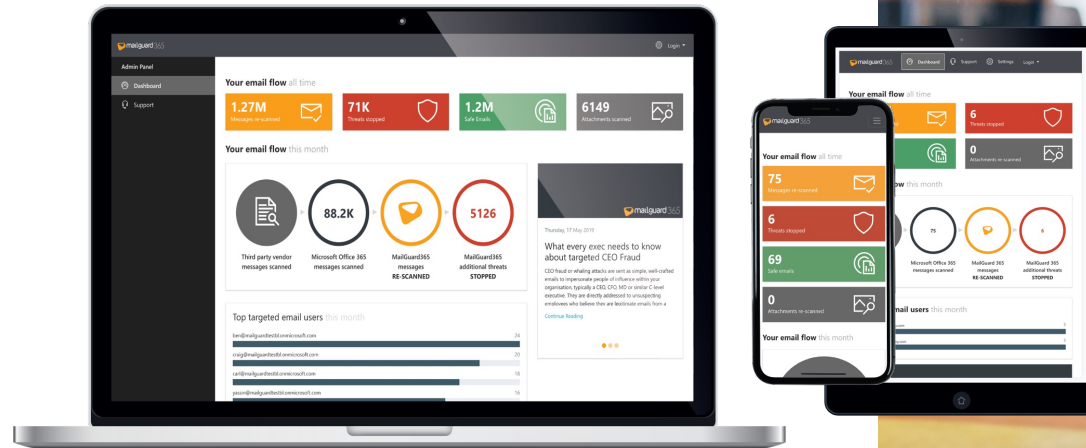 mailguard365
Login
Admin Panel
Dashboard
Support
Your email flow all time
1.27M
Messages re-scanned
71K
Threats stopped
1.2M
Safe Emails
6149
Attachments scanned
Your email flow this month
88.2K
5126
Third party vendor
messages scanned
Microsoft Office 365
messages scanned
MailGuard365
messages
RE-SCANNED
MailGuard365
additional threats
STOPPED
mailguard365
Thursday, 17 May 2019
What every exec needs to know
about targeted CEO Fraud
CEO fraud or whaling attacks are sent as simple, well-crafted
emails to impersonate people of influence within your
organisation, typically a CEO, CFO, MD or similar C-level
executive. They are directly addressed to unsuspecting
employees who believe they are legitimate emails from a
Continue Reading
Top targeted email users this month
ben@mailguardtestbl.onmicrosoft.com 24
craig@mailguardtestbl.onmicrosoft.com 20
carl@mailguardtestbl.onmicrosoft.com 18
yassin@mailguardtestbl.onmicrosoft.com 16
mailguard365
Your email flow all time
75
Messages re-scanned
6
Threats stopped
69
Safe emails
0
Attachments re-scanned
Your email flow this month
mailguard365 Dashboard Support Settings Login
Your email flow all time
6
Threats stopped
0
Attachments re-scanned
ow this month
75
6
Microsoft Office 365
messages scanned
MailGuard 365
messages
RE-SCANNED
MailGuard 365
additional threats
STOPPED
mail users this month